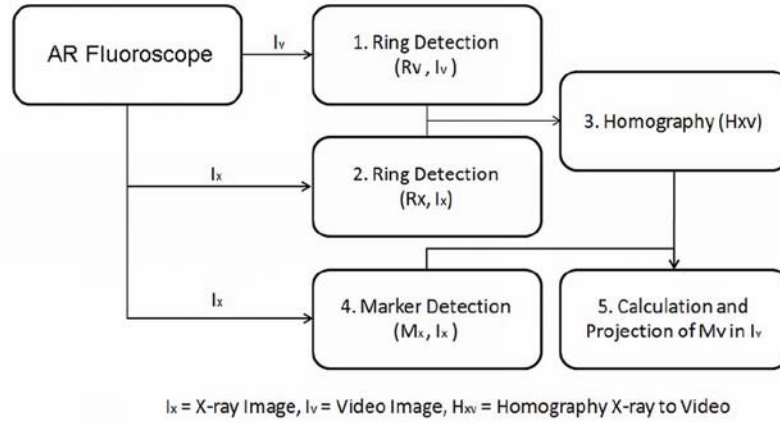 AR Fluoroscope
Iv
1. Ring Detection
(Rv , Iv )
3. Homography (Hxv)
Ix
2. Ring Detection
(Rx, Ix)
Ix
4. Marker Detection
(Mx, Ix )
5. Calculation and
Projection of Mv in Iv
Ix = X-ray Image, Iv = Video Image, Hxv = Homography X-ray to Video